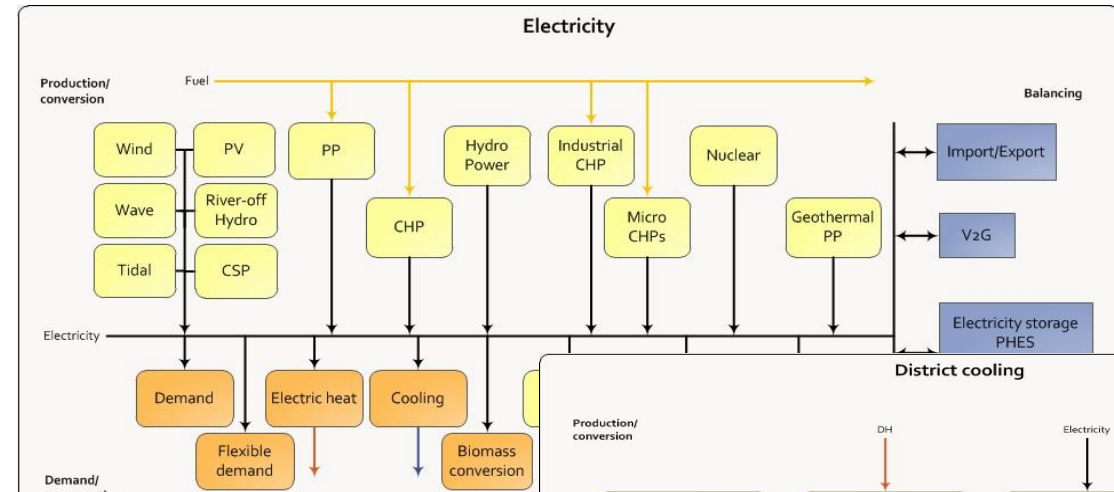 Electricity
Production/
conversion
Fuel
Balancing
Wind
PV
PP
Hydro
Power
Industrial
CHP
Nuclear
Import/Export
Wave
River-off
Hydro
CHP
Micro
CHPs
Geothermal
PP
V2G
Tidal
CSP
Electricity
Electricity storage
PHES
Demand
Electric heat
Cooling
Flexible
demand
Biomass
conversion
Demand/
District cooling
Production/
conversion
DH
Electricity